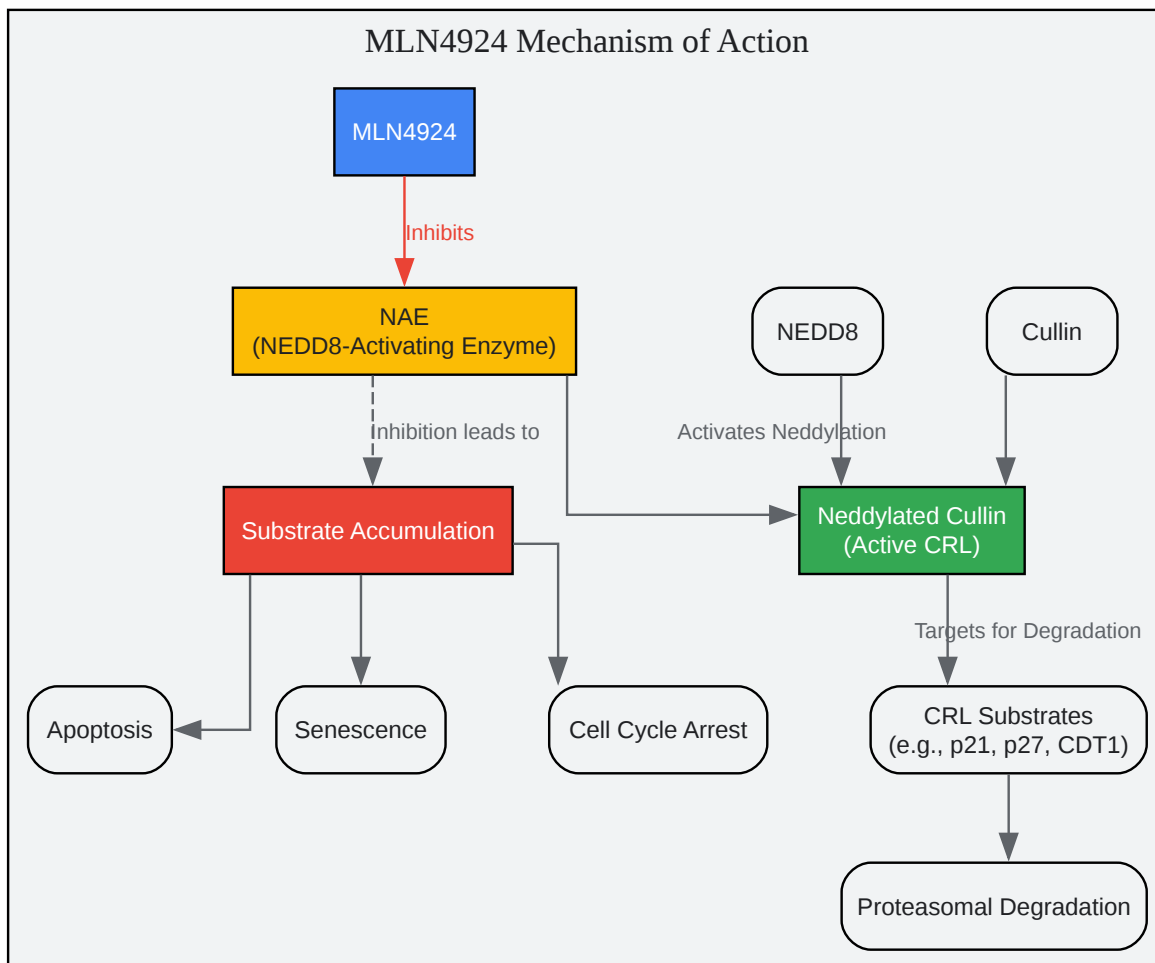 MLN4924 Mechanism of Action
MLN4924
Inhibits
NAE
(NEDD8-Activating Enzyme)
NEDD8
Cullin
Inhibition leads to
Activates Neddylation
Substrate Accumulation
Neddylated Cullin
(Active CRL)
Targets for Degradation
Apoptosis
Senescence
Cell Cycle Arrest
CRL Substrates
(e.g., p21, p27, CDT1)
Proteasomal Degradation